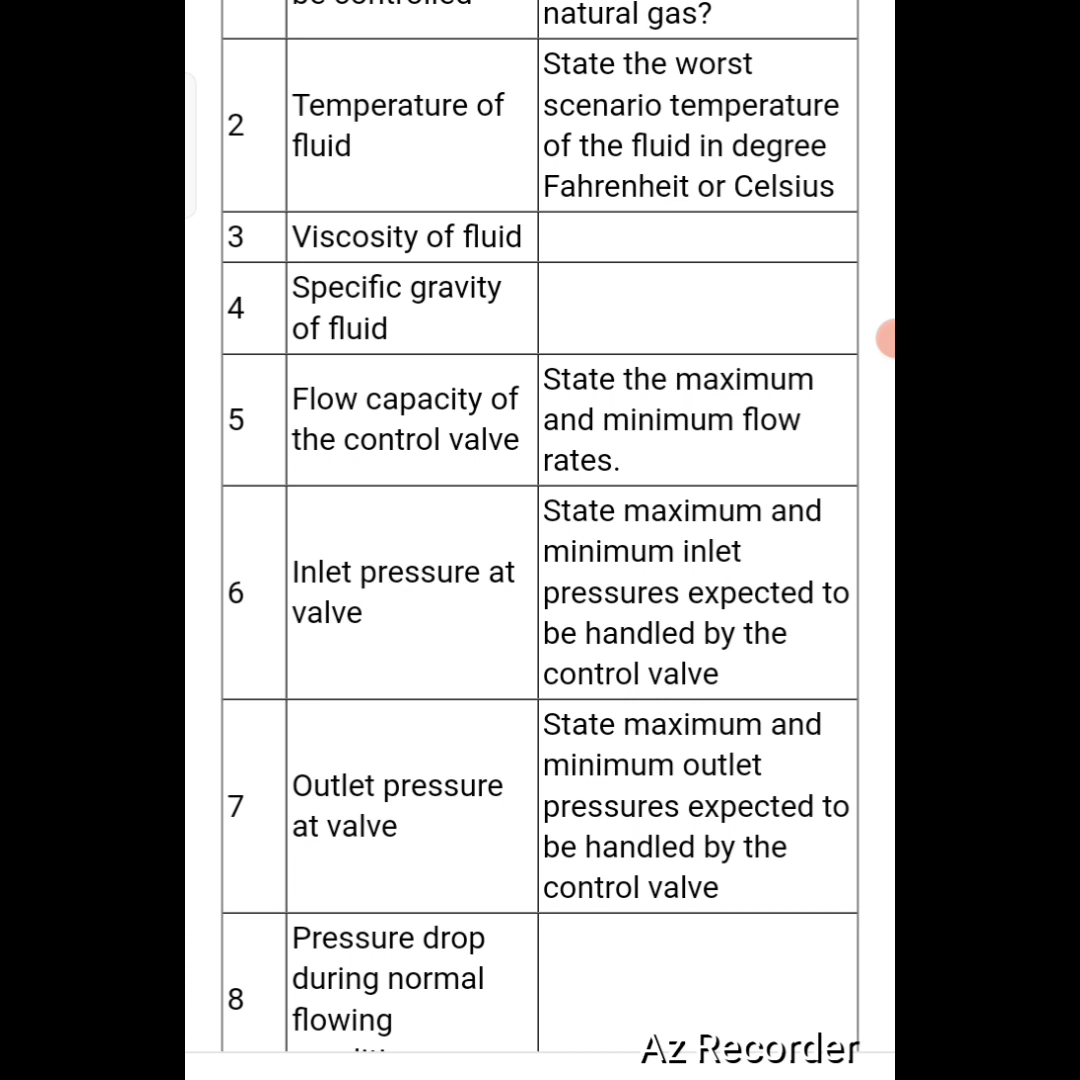 natural gas?
2
Temperature of
fluid
State the worst
scenario temperature
of the fluid in degree
Fahrenheit or Celsius
3
Viscosity of fluid
4
Specific gravity
of fluid
5
Flow capacity of
the control valve
State the maximum
and minimum flow
rates.
6
Inlet pressure at
valve
State maximum and
minimum inlet
pressures expected to
be handled by the
control valve
7
Outlet pressure
at valve
State maximum and
minimum outlet
pressures expected to
be handled by the
control valve
8
Pressure drop
during normal
flowing
Az Recorder